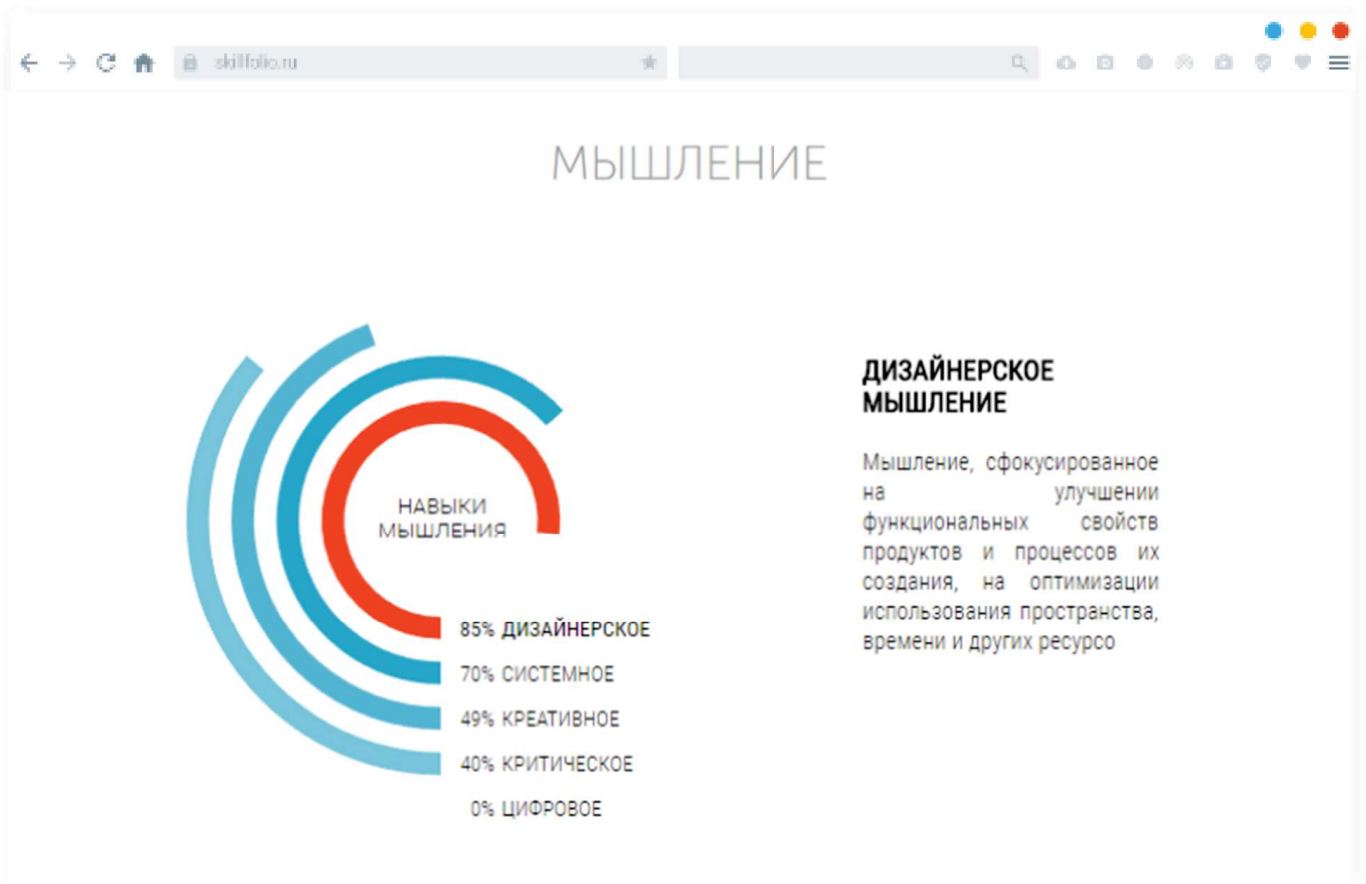 skillfolio.ru
МЫШЛЕНИЕ
НАВЫКИ
МЫШЛЕНИЯ
85% ДИЗАЙНЕРСКОЕ
70% СИСТЕМНОЕ
49% КРЕАТИВНОЕ
40% КРИТИЧЕСКОЕ
0% ЦИФРОВОЕ
ДИЗАЙНЕРСКОЕ
МЫШЛЕНИЕ
Мышление, сфокусированное
на улучшении
функциональных свойств
продуктов и процессов их
создания, на оптимизации
использования пространства,
времени и других ресурсо